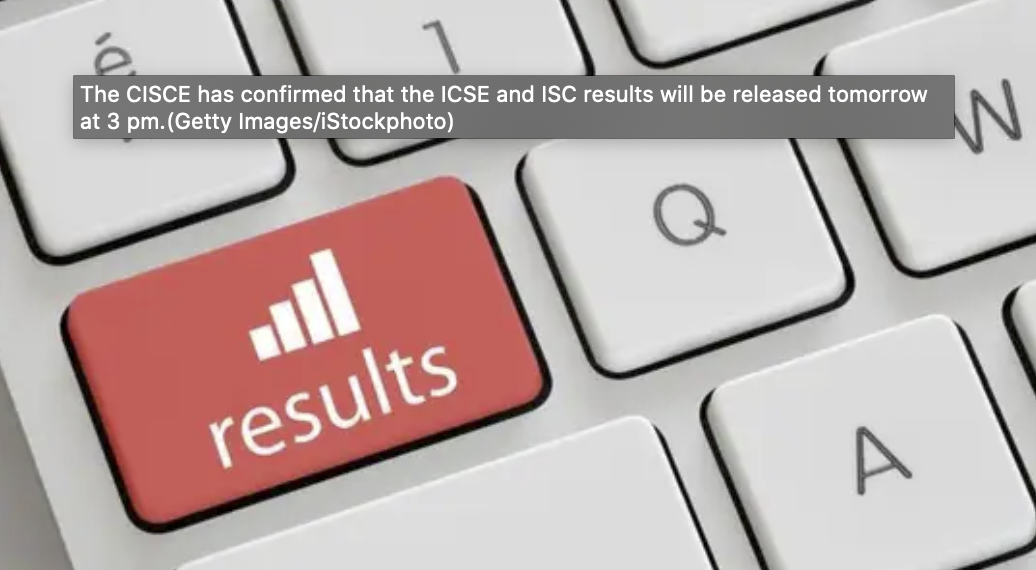 é
1
The CISCE has confirmed that the ICSE and ISC results will be released tomorrow
at 3 pm.(Getty Images/iStockphoto)
W
Q
results
A